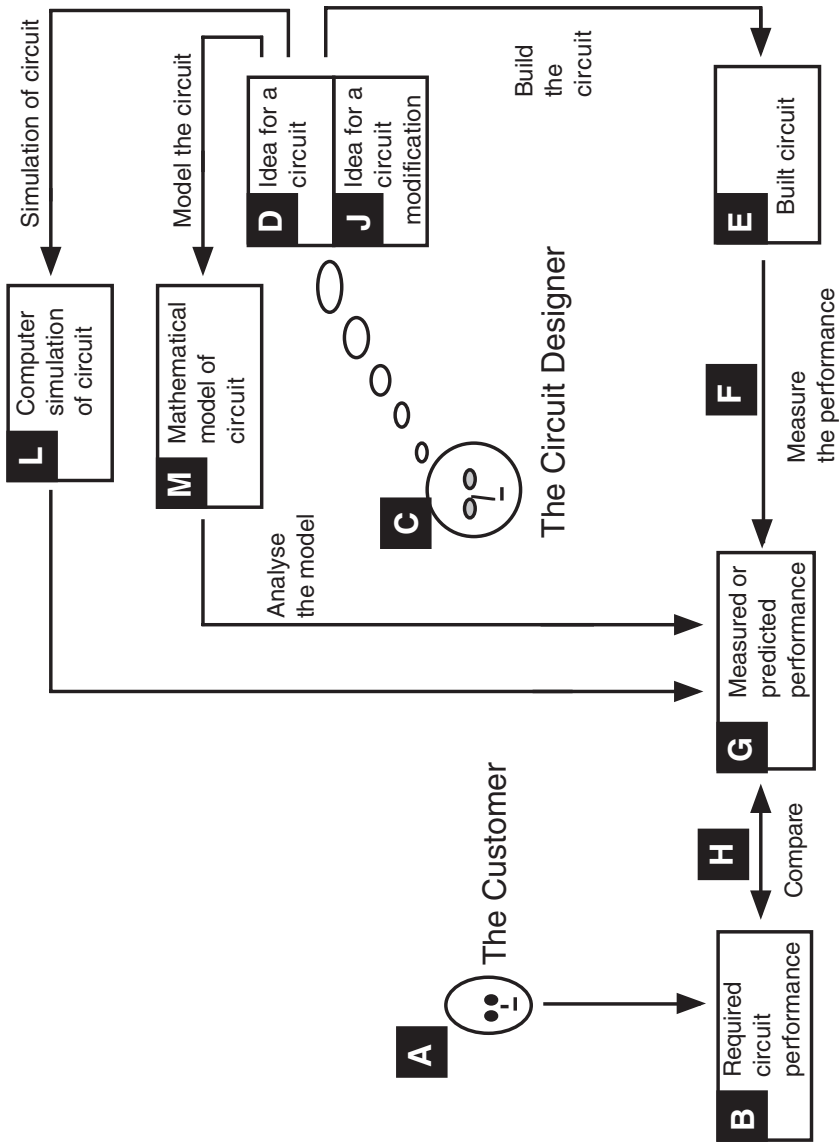 L
Computer
simulation
of circuit
Simulation of circuit
M
Mathematical
model of
circuit
Model the circuit
Analyse
the model
D
Idea for a
circuit
J
Idea for a
circuit
modification
A
The Customer
C
The Circuit Designer
Build
the
circuit
B
Required
circuit
performance
H
Compare
G
Measured or
predicted
performance
F
Measure
the performance
E
Built circuit